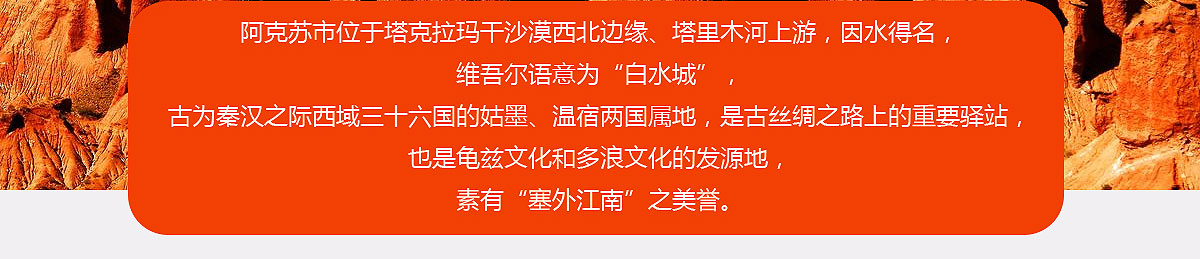 阿克苏市位于塔克拉玛干沙漠西北边缘、塔里木河上游，因水得名，
维吾尔语意为“白水城”，
古为秦汉之际西域三十六国的姑墨、温宿两国属地，是古丝绸之路上的重要驿站，
也是龟兹文化和多浪文化的发源地，
素有“塞外江南”之美誉。